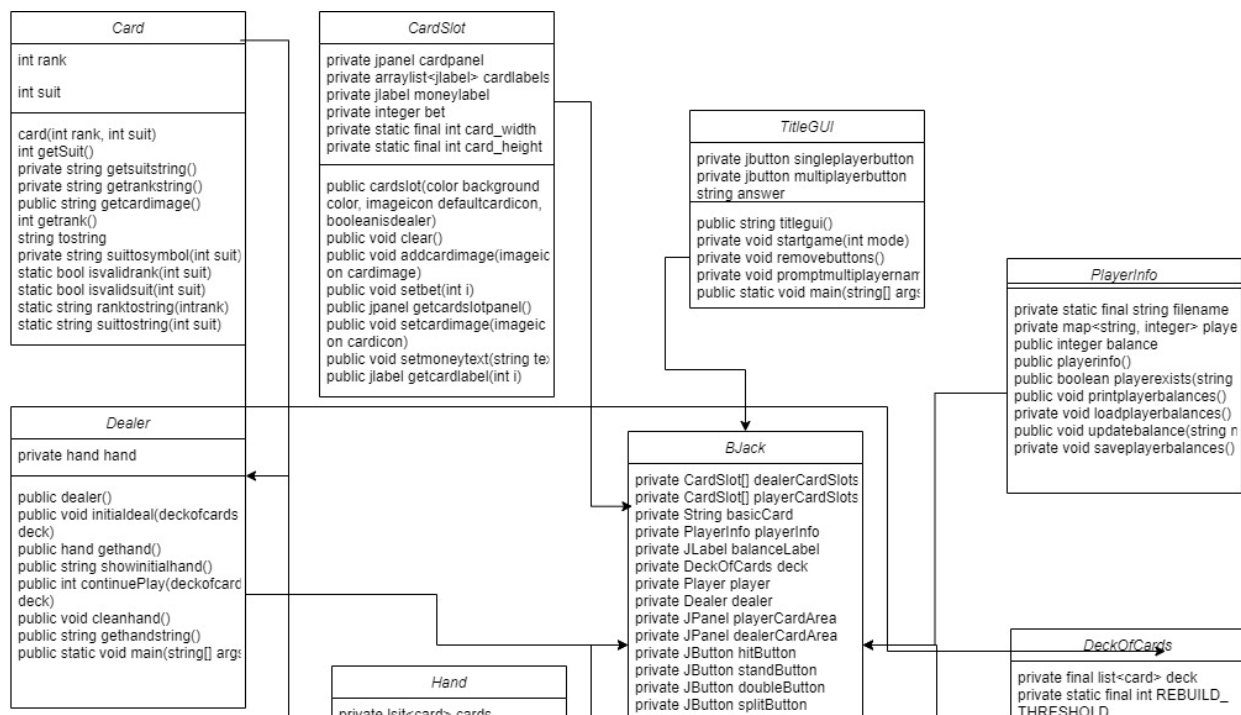 Card
int rank
int suit
card(int rank, int suit)
int getSuit()
private string getsuitstring()
private string getrankstring()
public string getcardimage()
int getrank()
string tostring
private string suittosymbol(int suit)
static bool isvalidrank(int suit)
static bool isvalidsuit(int suit)
static string ranktostring(intrank)
static string suittostring(int suit)
CardSlot
private jpanel cardpanel
private arraylist<jlabel> cardlabels
private jlabel moneylabel
private integer bet
private static final int card_width
private static final int card_height
public cardslot(color background
color, imageicon defaultcardicon,
booleanisdealer)
public void clear()
public void addcardimage(imageic
on cardimage)
public void setbet(int i)
public jpanel getcardslotpanel()
public void setcardimage(imageic
on cardicon)
public void setmoneytext(string te
public jlabel getcardlabel(int i)
TitleGUI
private jbutton singleplayerbutton
private jbutton multiplayerbutton
string answer
public string titlegui()
private void startgame(int mode)
private void removebuttons()
private void promptmultiplayernam
public static void main(string[] args
PlayerInfo
private static final string filename
private map<string, integer> playe
public integer balance
public playerinfo()
public boolean playerexists(string
public void printplayerbalances()
private void loadplayerbalances()
public void updatebalance(string n
private void saveplayerbalances()
Dealer
private hand hand
public dealer()
public void initialdeal(deckofcards
deck)
public hand gethand()
public string showinitialhand()
public int continuePlay(deckofcard
deck)
public void cleanhand()
public string gethandstring()
public static void main(string[] args
BJack
private CardSlot[] dealerCardSlots
private CardSlot[] playerCardSlots
private String basicCard
private PlayerInfo playerInfo
private JLabel balanceLabel
private DeckOfCards deck
private Player player
private Dealer dealer
private JPanel playerCardArea
private JPanel dealerCardArea
private JButton hitButton
private JButton standButton
private JButton doubleButton
private JButton splitButton
Hand
private lsit<card> cards
DeckOfCards
private final list<card> deck
private static final int REBUILD_
THRESHOLD